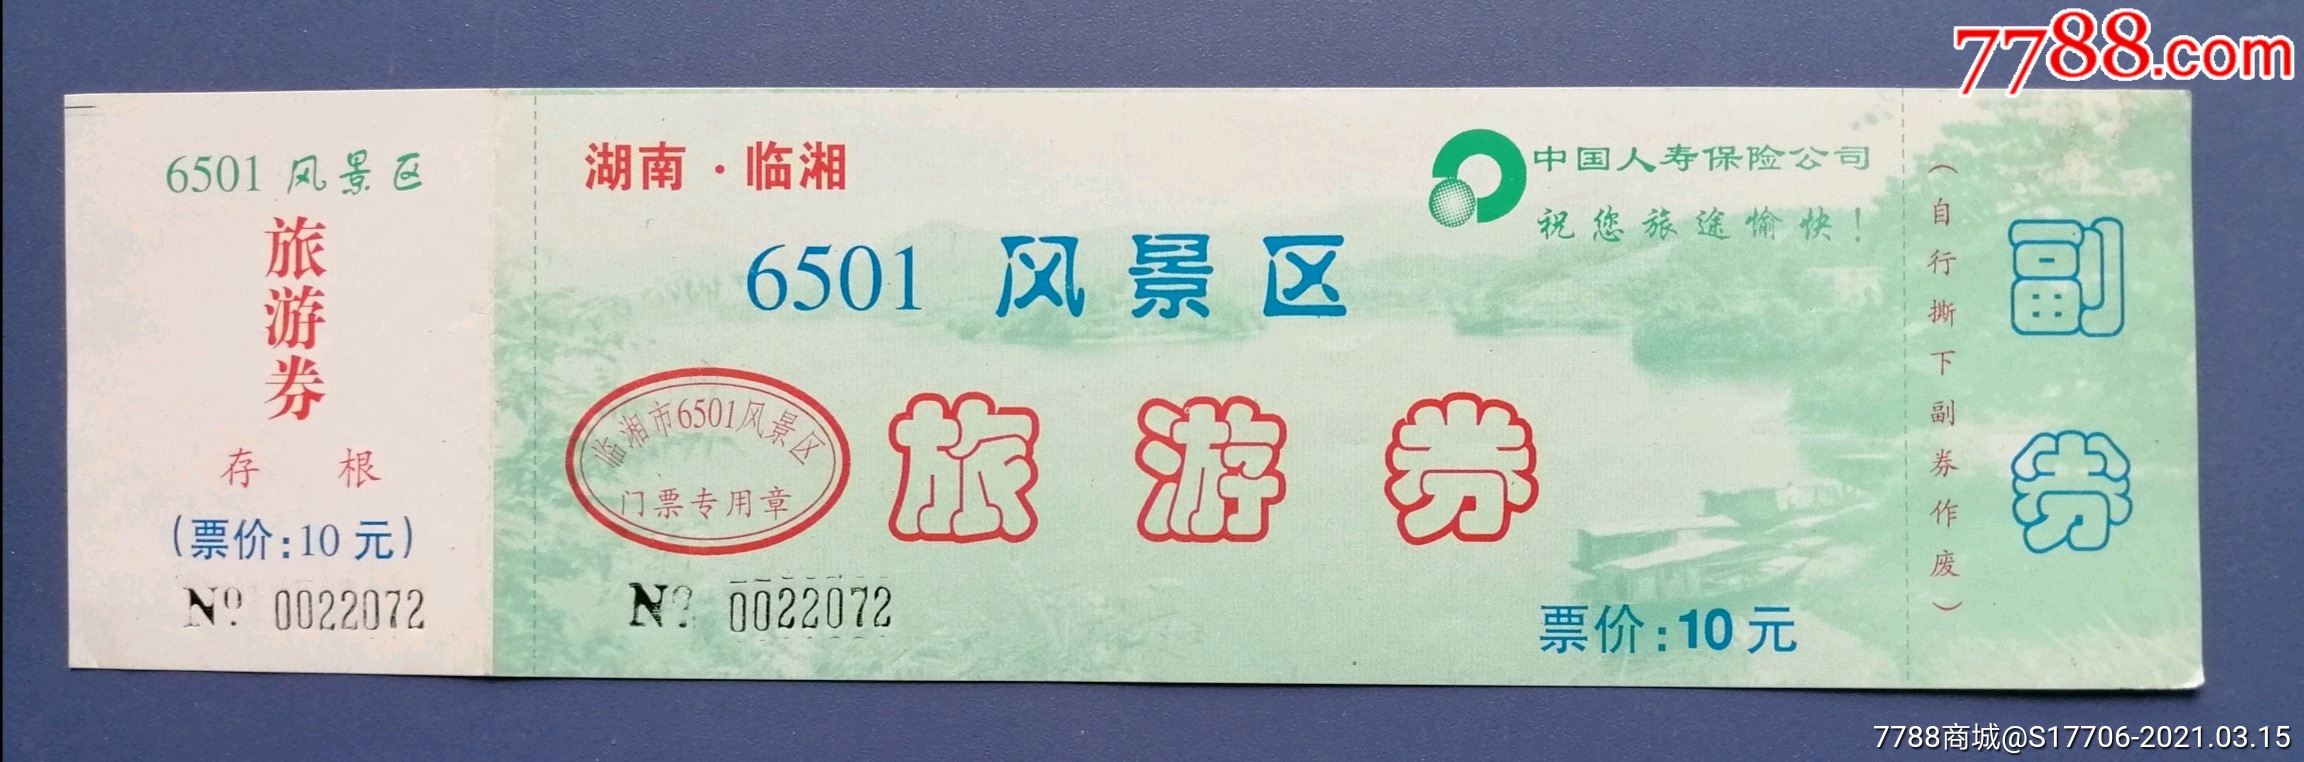 7788.com
6501 风景区
旅游券
存 根
(票价:10 元)
Nº 0022072
湖南·临湘
中国人寿保险公司
祝您旅途愉快!
6501 风景区
临湘市6501风景区
门票专用章
旅游券
Nº 0022072
票价:10 元
(自行撕下副券作废)
副券
7788商城@S17706-2021.03.15